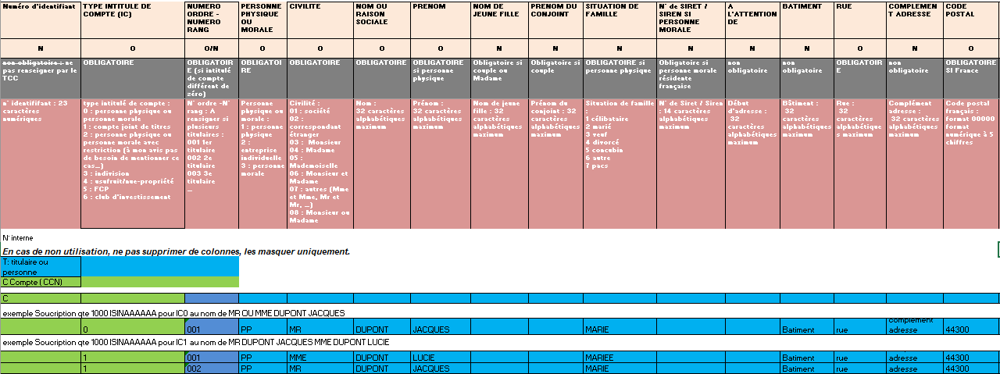 Numéro d'identifiant
TYPE INTITULE DE
COMPTE (IC)
NUMERO
ORDRE -
NUMERO
RANG
PERSONNE
PHYSIQUE
OU
MORALE
CIVILITE
NOM OU
RAISON
SOCIALE
PRENOM
NOM DE
JEUNE FILLE
PRENOM DU
CONJOINT
SITUATION DE
FAMILLE
N° de SIRET /
SIREN SI
PERSONNE
MORALE
A
L'ATTENTION
DE
BATIMENT
RUE
COMPLEMEN
T ADRESSE
CODE
POSTAL
N
O
O/N
O
O
O
O
N
N
O
N
N
N
O
N
O
non obligatoire : ne
pas renseigner par le
TCC
OBLIGATOIRE
OBLIGATOIR
E (si intitulé
de compte
différent de
zéro)
OBLIGATOI
RE
OBLIGATOIRE
OBLIGATOIRE
OBLIGATOIRE
si personne
physique
Obligatoire si
couple ou
Madame
Obligatoire si
couple
OBLIGATOIRE si
personne physique
Obligatoire si
personne morale
résidente
française
non
obligatoire
non
obligatoire
OBLIGATOIR
E
non
obligatoire
OBLIGATOIRE
SI France
n° identififant : 23
caractères
numériques
type intitulé de compte :
0 : personne physique ou
personne morale
1 : compte joint de titres
2 : personne physique ou
personne morale avec
restriction (à mon avis pas
de besoin de mentionner ce
cas...)
3 : indivision
4 : usufruit/nue-propriété
5 : FCP
6 : club d'investissement
N° ordre -N°
rang : A
rensigner si
plusieurs
titulaires :
001 1er
titulaire
002 2e
titulaire
003 3e
titulaire
...
Personne
physique ou
morale :
1 : personne
physique
2 :
entreprise
individuelle
3 : personne
morale
Civilité :
01 : société
02 :
correspondant
étranger
03 : Monsieur
04 : Madame
05 :
Mademoiselle
06 : Monsieur et
Madame
07 : autres (Mme
et Mme, Mr et
Mr, ...)
08 : Monsieur ou
Madame
Nom :
32 caractères
alphabétiques
maximum
Prénom :
32 caractères
alphabétiques
maximum
Nom de jeune
fille : 32
caractères
alphabétiques
maximum
Prénom du
conjoint : 32
caractères
alphabétiques
maximum
Situation de famille
:
1 célibataire
2 marié
3 veuf
4 divorcé
5 concubin
6 autre
7 pacs
N° de Siret / Siren
: 14 caractères
alphabétiques
maximum
Début
d'adresse :
32
caractères
alphabétiques
maximum
Bâtiment :
32
caractères
alphabétiques
maximum
Rue :
32
caractères
alphabétique
s maximum
Complément
adresse :
32 caractères
alphabétiques
maximum
Code postal
français :
format 00000
format
numérique à 5
chiffres
N° interne
En cas de non utilisation, ne pas supprimer de colonnes, les masquer uniquement.
T: titulaire ou
personne
C Compte ( CCN)
C
exemple Soucription qte 1000 ISINAAAAAA pour IC0 au nom de MR OU MME DUPONT JACQUES
0 001 PP MR DUPONT JACQUES MARIE Batiment rue complement adresse 44300
exemple Soucription qte 1000 ISINAAAAAA pour IC1 au nom de MR DUPONT JACQUES MME DUPONT LUCIE
1 001 PP MME DUPONT LUCIE MARIEE Batiment rue adresse 44300
1 002 PP MR DUPONT JACQUES MARIE Batiment rue adresse 44300